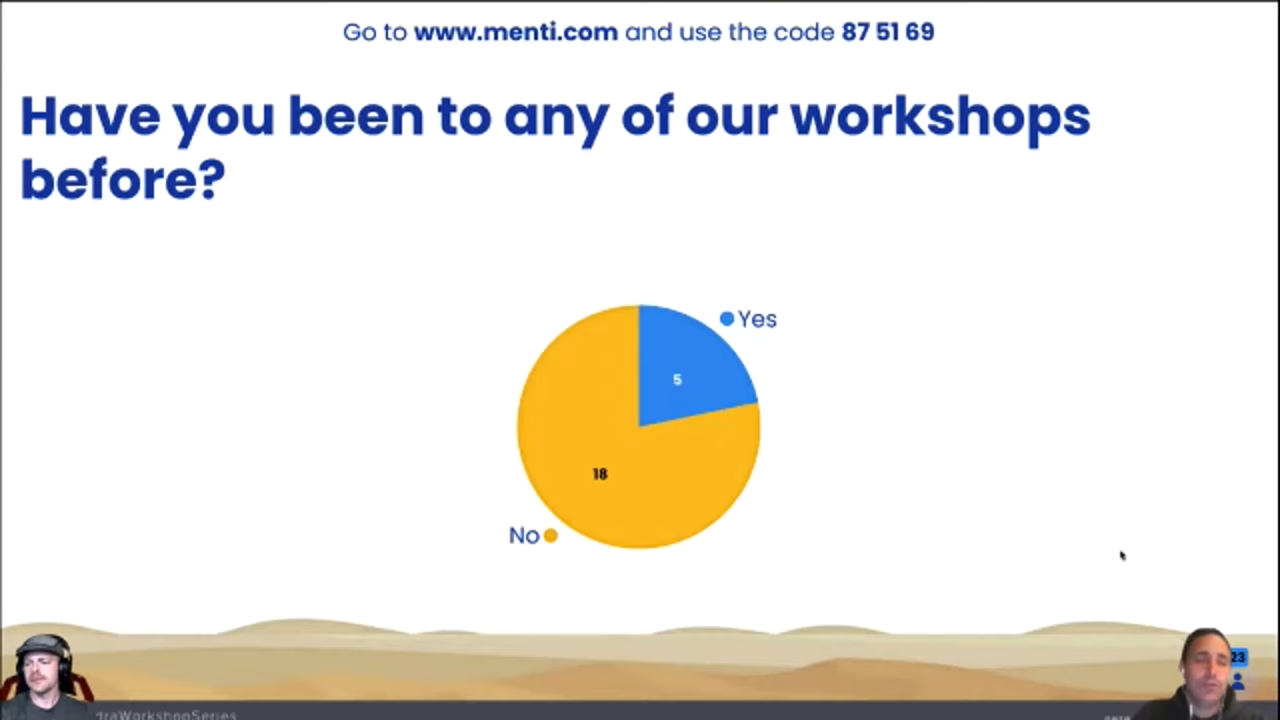 Go to www.menti.com and use the code 87 51 69
Have you been to any of our workshops
before?
Yes
5
18
No
23
traWorkshopSeries